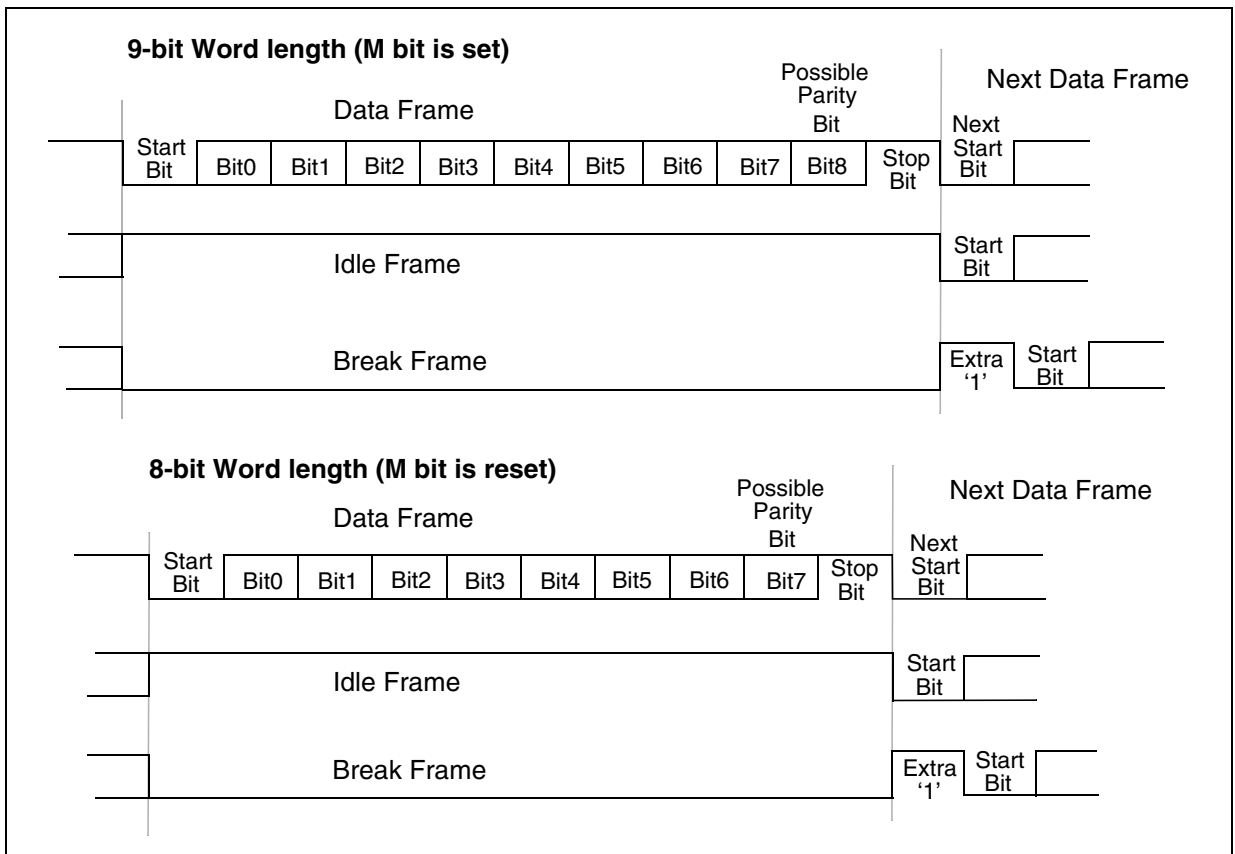 9-bit Word length (M bit is set)
Possible
Parity
Bit
Next Data Frame
Data Frame
Next
Start
Bit
Start
Bit
Bit0 Bit1 Bit2 Bit3 Bit4 Bit5 Bit6 Bit7 Bit8
Stop
Bit
Idle Frame
Start
Bit
Break Frame
Extra
‘1’
Start
Bit
8-bit Word length (M bit is reset)
Possible
Parity
Bit
Next Data Frame
Data Frame
Next
Start
Bit
Start
Bit
Bit0 Bit1 Bit2 Bit3 Bit4 Bit5 Bit6 Bit7
Stop
Bit
Idle Frame
Start
Bit
Break Frame
Extra
‘1’
Start
Bit